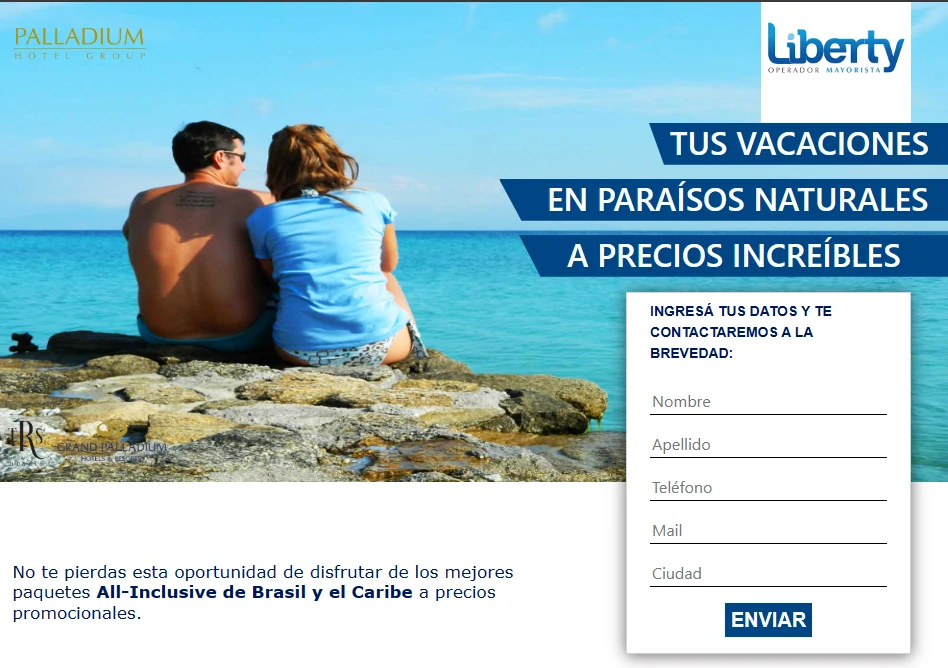 PALLADIUM
HOTEL GROUP
Liberty
OPERADOR MAYORISTA
TUS VACACIONES
EN PARAÍSOS NATURALES
A PRECIOS INCREÍBLES
INGRESÁ TUS DATOS Y TE
CONTACTAREMOS A LA
BREVEDAD:
Nombre
Apellido
Teléfono
Mail
Ciudad
ENVIAR
TRS
GRAND PALLADIUM
HOTELS & RESORTS
No te pierdas esta oportunidad de disfrutar de los mejores
paquetes All-Inclusive de Brasil y el Caribe a precios
promocionales.